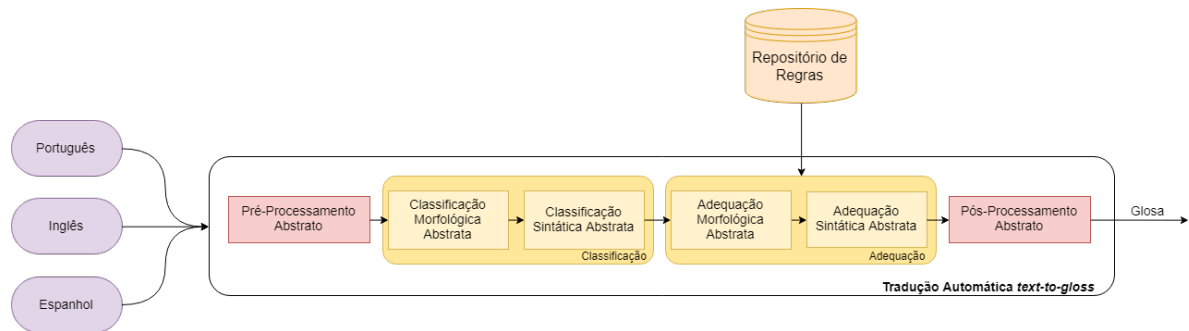 Repositório de
Regras
Português
Inglês
Espanhol
Pré-Processamento
Abstrato
Classificação
Morfológica
Abstrata
Classificação
Sintática Abstrata
Classificação
Adequação
Morfológica
Abstrata
Adequação
Sintática Abstrata
Adequação
Pós-Processamento
Abstrato
Glosa
Tradução Automática text-to-gloss